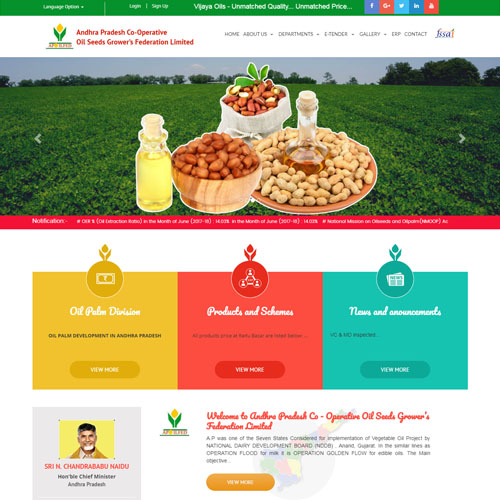 Language Option
Login | Sign Up
Vijaya Oils - Unmatched Quality... Unmatched Price...
APOILFED
Andhra Pradesh Co-Operative
Oil Seeds Grower's Federation Limited
HOME ABOUT US DEPARTMENTS E-TENDER GALLERY ERP CONTACT
fssai
Notification:- # OER % (Oil Extraction Ratio) in the Month of June (2017-18) : 14.03% in the Month of June (2017-18) : 14.03% # National Mission on Oilseeds and Oilpalm(NMOOP) Ac
Oil Palm Division
OIL PALM DEVELOPMENT IN ANDHRA PRADESH
VIEW MORE
Products and Schemes
All products price at Raitu Bazar are listed below ...
VIEW MORE
NEWS
News and anouncements
VC & MD inspected...
VIEW MORE
SRI N. CHANDRABABU NAIDU
Hon'ble Chief Minister
Andhra Pradesh
Welcome to Andhra Pradesh Co - Operative Oil Seeds Grower's
Federation Limited
A.P was one of the Seven States Considered for implementation of Vegetable Oil Project by
NATIONAL DAIRY DEVELOPMENT BOARD (NDDB) , Anand, Gujarat. In the similar lines as
OPERATION FLOOD for milk it is OPERATION GOLDEN FLOW for edible oils. The Main
objective...
VIEW MORE